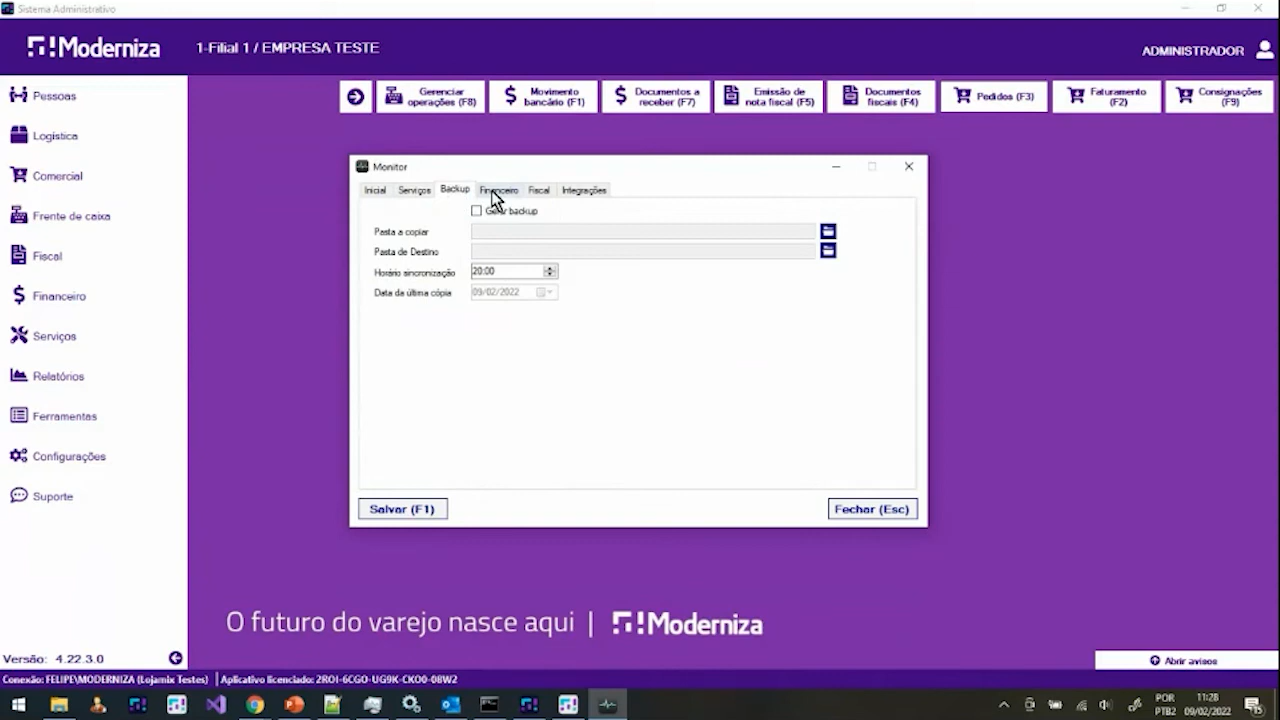 Sistema Administrativo
Moderniza
1-Filial 1 / EMPRESA TESTE
ADMINISTRADOR
Pessoas
Logística
Comercial
Frente de caixa
Fiscal
Financeiro
Serviços
Relatórios
Ferramentas
Configurações
Suporte
Gerenciar
operações (F8)
Movimento
bancário (F1)
Documentos a
receber (F7)
Emissão de
nota fiscal (F5)
Documentos
fiscais (F4)
Pedidos (F3)
Faturamento
(F2)
Consignações
(F9)
Monitor
Inicial Serviços Backup Financeiro Fiscal Integrações
Gerar backup
Pasta a copiar
Pasta de Destino
Horário sincronização 20:00
Data da última cópia 09/02/2022
Salvar (F1)
Fechar (Esc)
O futuro do varejo nasce aqui | Moderniza
Versão: 4.22.3.0
Abrir avisos
Conexão: FELIPE\MODERNIZA (Lojamix Testes) Aplicativo licenciado: 2ROI-6CGO-UG9K-CK00-08W2
POR
PTB2
11:28
09/02/2022
15